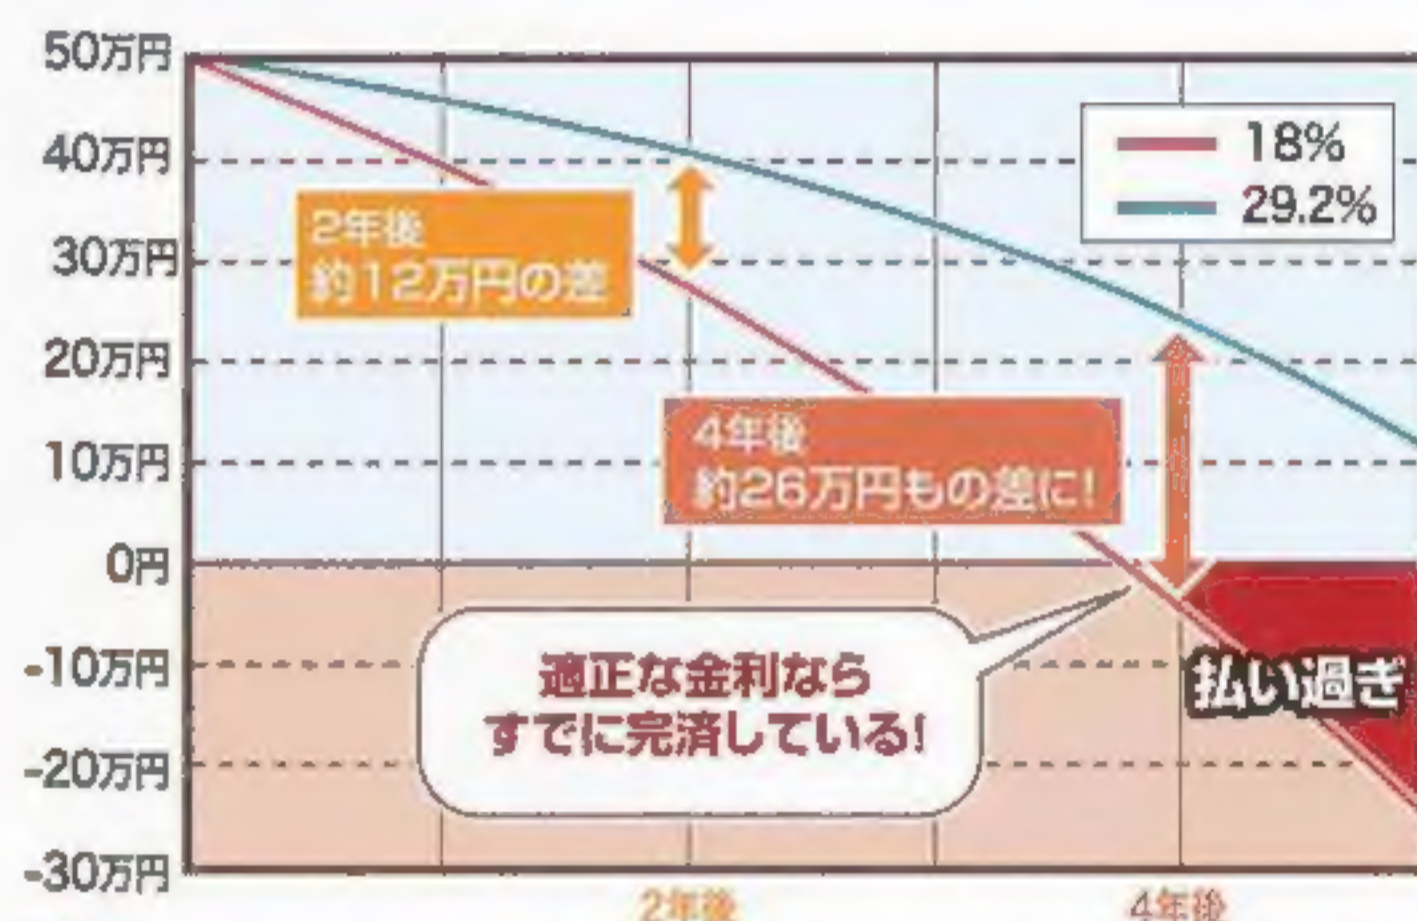 50万円
40万円
30万円
20万円
10万円
0円
-10万円
-20万円
-30万円
18%
29.2%
2年後
約12万円の差
4年後
約26万円もの差に!
適正な金利なら
すでに完済している!
払い過ぎ
2年後
4年後